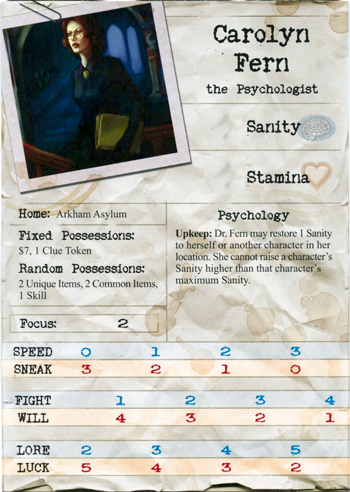 Carolyn
Fern
the Psychologist
Sanity
Stamina
Home: Arkham Asylum
Fixed Possessions:
$7, 1 Clue Token
Random Possessions:
2 Unique Items, 2 Common Items,
1 Skill
Focus: 2
Psychology
Upkeep: Dr. Fern may restore 1 Sanity
to herself or another character in her
location. She cannot raise a character's
Sanity higher than that character's
maximum Sanity.
SPEED 0 1 2 3
SNEAK 3 2 1 0
FIGHT 1 2 3 4
WILL 4 3 2 1
LORE 2 3 4 5
LUCK 5 4 3 2